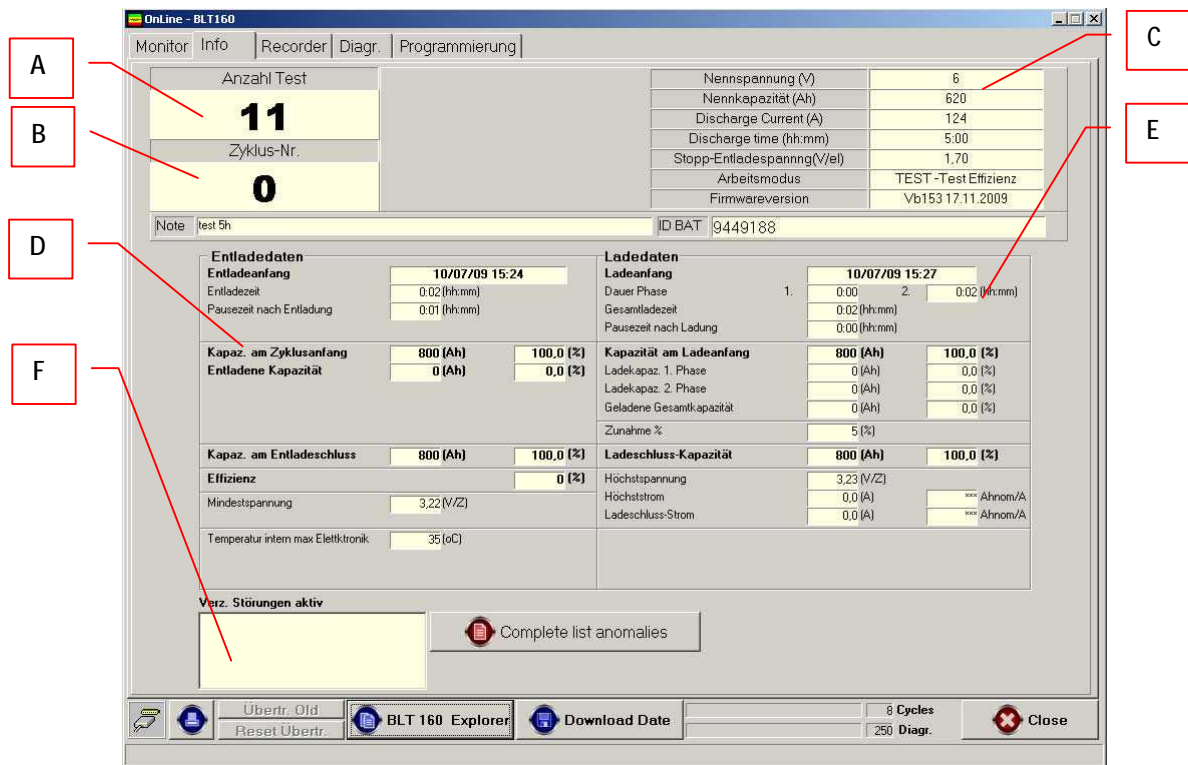 OnLine - BLT160
Monitor Info Recorder Diagr. Programmierung
A
B
C
D
E
F
Anzahl Test
11
Zyklus-Nr.
0
Nennspannung (V) 6
Nennkapazität (Ah) 620
Discharge Current (A) 124
Discharge time (hh:mm) 5:00
Stopp-Entladespannng(V/el) 1,70
Arbeitsmodus TEST -Test Effizienz
Firmwareversion Vb153 17.11.2009
Note test 5h ID BAT 9449188
Entladedaten
Entladeanfang 10/07/09 15:24
Entladezeit 0:02 (hh:mm)
Pausezeit nach Entladung 0:01 (hh:mm)
Kapaz. am Zyklusanfang 800 (Ah) 100,0 (%)
Entladene Kapazität 0 (Ah) 0,0 (%)
Kapaz. am Entladeschluss 800 (Ah) 100,0 (%)
Effizienz 0 (%)
Mindestspannung 3,22 (V/Z)
Temperatur intern max Elettktronik 35 (oC)
Ladedaten
Ladeanfang 10/07/09 15:27
Dauer Phase 1. 0:00 2. 0:02 (hh:mm)
Gesamtladezeit 0:02 (hh:mm)
Pausezeit nach Ladung 0:00 (hh:mm)
Kapazität am Ladeanfang 800 (Ah) 100,0 (%)
Ladekapaz. 1. Phase 0 (Ah) 0,0 (%)
Ladekapaz. 2. Phase 0 (Ah) 0,0 (%)
Geladene Gesamtkapazität 0 (Ah) 0,0 (%)
Zunahme % 5 (%)
Ladeschluss-Kapazität 800 (Ah) 100,0 (%)
Höchstspannung 3,23 (V/Z)
Höchststrom 0,0 (A) *** Ahnom/A
Ladeschluss-Strom 0,0 (A) *** Ahnom/A
Verz. Störungen aktiv
Complete list anomalies
Übertr. Old
Reset Übertr.
BLT 160 Explorer
Download Date
8 Cycles
250 Diagr.
Close